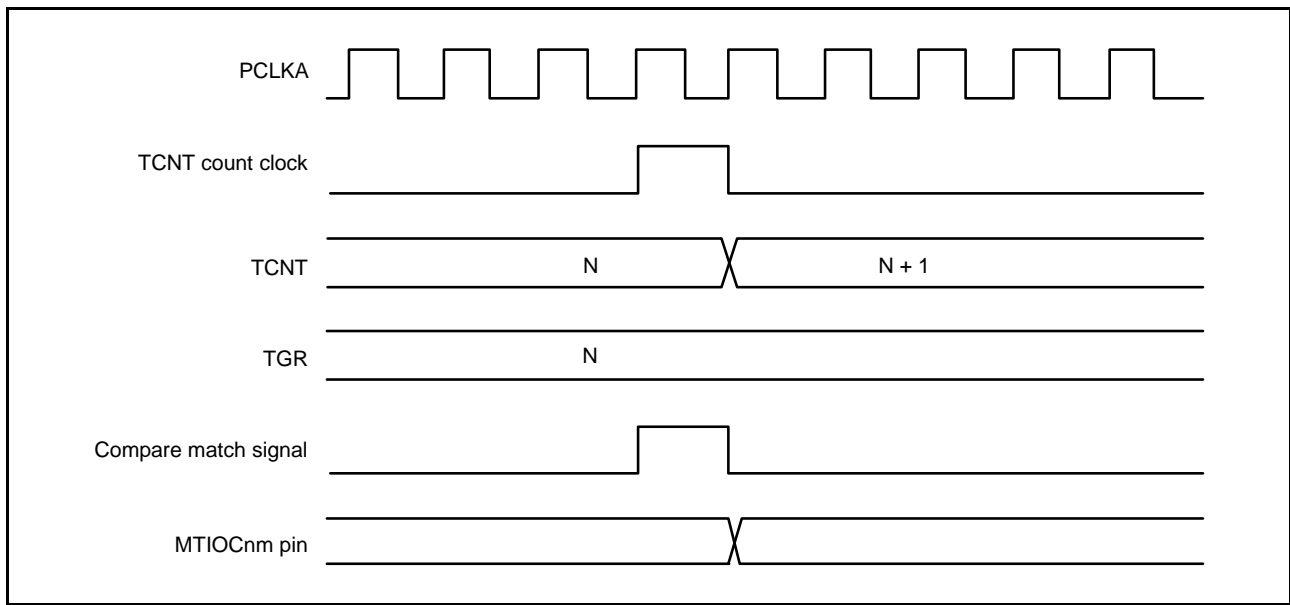 PCLKA
TCNT count clock
TCNT
N
N + 1
TGR
N
Compare match signal
MTIOCnm pin